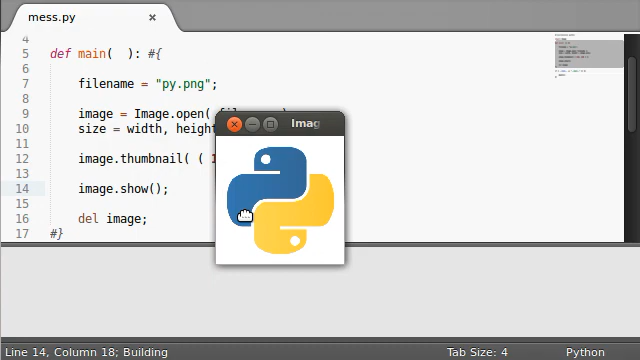 mess.py
4
5 def main(  ): #{
6
7 filename = "py.png";
8
9 image = Image.open(
10 size = width, height
11
12 image.thumbnail( (
13
14 image.show();
15
16 del image;
17 #}
Imag
Line 14, Column 18; Building
Tab Size: 4
Python